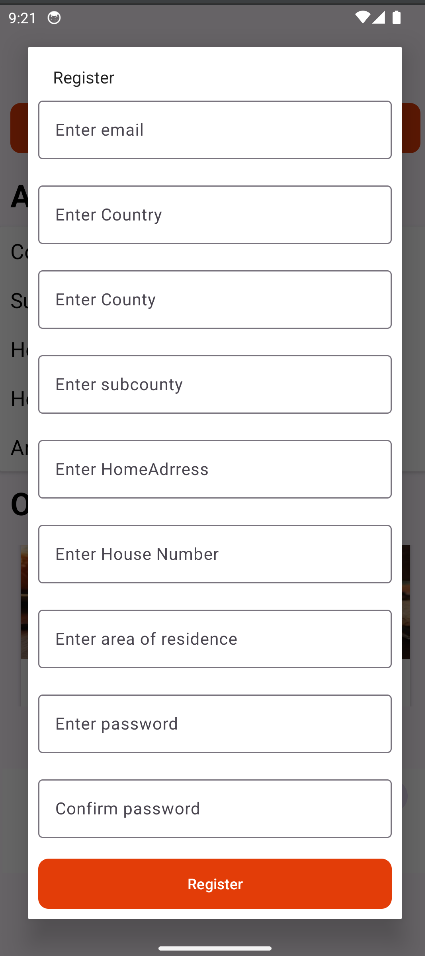 9:21
Register
Enter email
Enter Country
Enter County
Enter subcounty
Enter HomeAdrress
Enter House Number
Enter area of residence
Enter password
Confirm password
Register